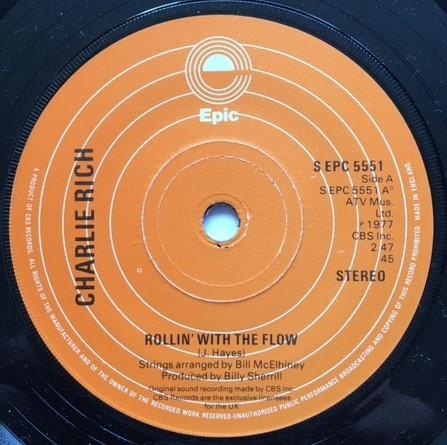 Epic
CHARLIE RICH
S EPC 5551
Side A
S EPC 5551 A°
ATV Mus.
Ltd.
℗ 1977
CBS Inc.
2.47
45
STEREO
ROLLIN' WITH THE FLOW
(J. Hayes)
Strings arranged by Bill McElhiney
Produced by Billy Sherrill
Original sound recording made by CBS Inc.
CBS Records are the exclusive licensees
for the UK
A PRODUCT OF CBS RECORDS. ALL RIGHTS OF THE MANUFACTURER AND OF THE OWNER OF THE RECORDED WORK RESERVED-UNAUTHORISED PUBLIC PERFORMANCE BROADCASTING AND COPYING OF THIS RECORD PROHIBITED MADE IN ENGLAND